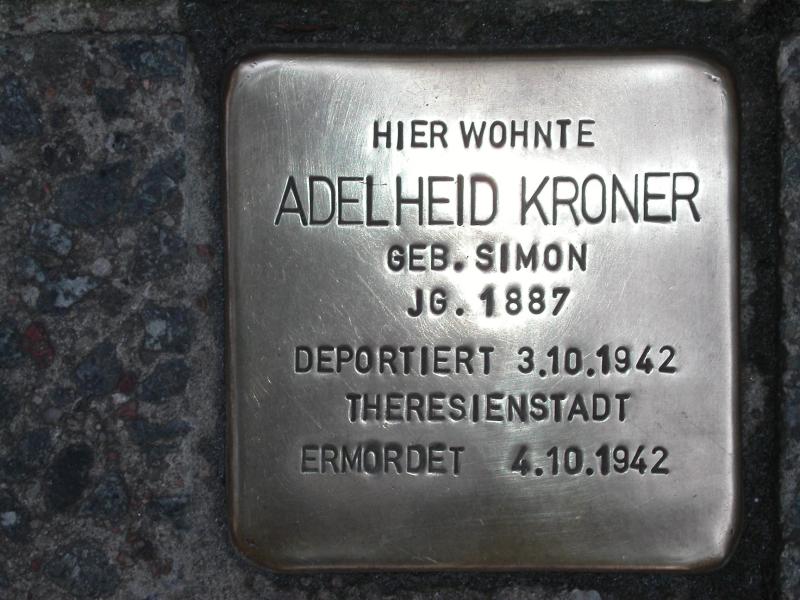 HIER WOHNTE
ADELHEID KRONER
GEB. SIMON
JG. 1887
DEPORTIERT 3.10.1942
THERESIENSTADT
ERMORDET 4.10.1942